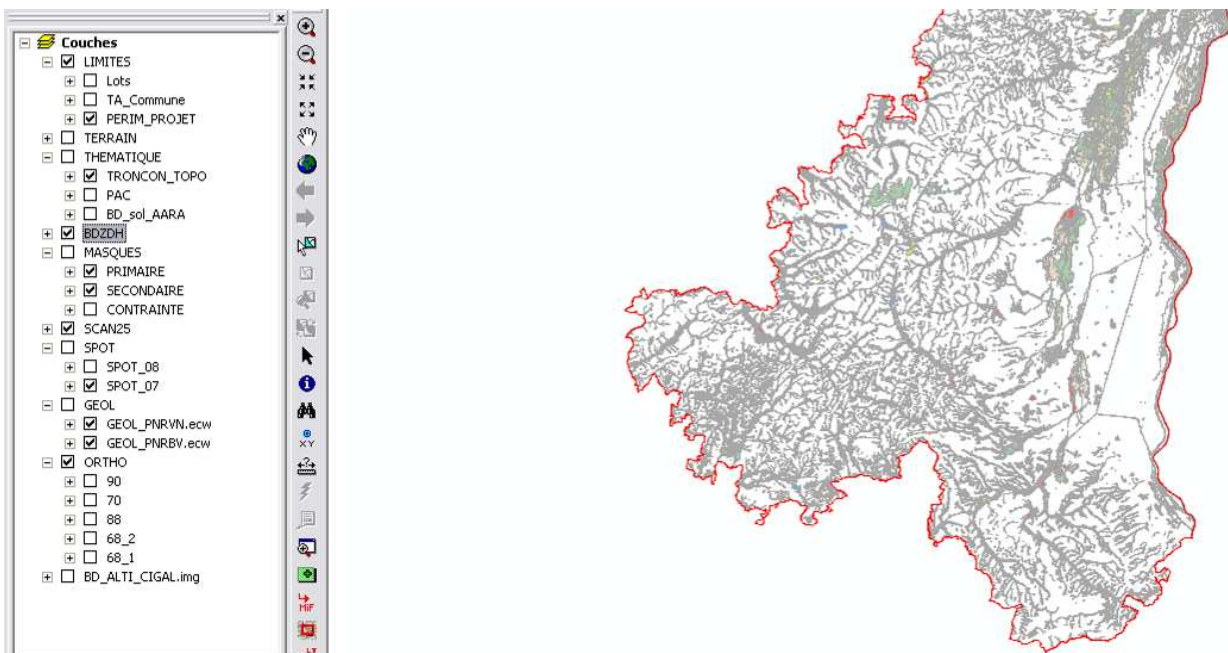 Couches
LIMITES
Lots
TA_Commune
PERIM_PROJET
TERRAIN
THEMATIQUE
TRONCON_TOPO
PAC
BD_sol_AARA
BDZDH
MASQUES
PRIMAIRE
SECONDAIRE
CONTRAINTE
SCAN25
SPOT
SPOT_08
SPOT_07
GEOL
GEOL_PNRVN.ecw
GEOL_PNRBV.ecw
ORTHO
90
70
88
68_2
68_1
BD_ALTI_CIGAL.img
XY
MiF